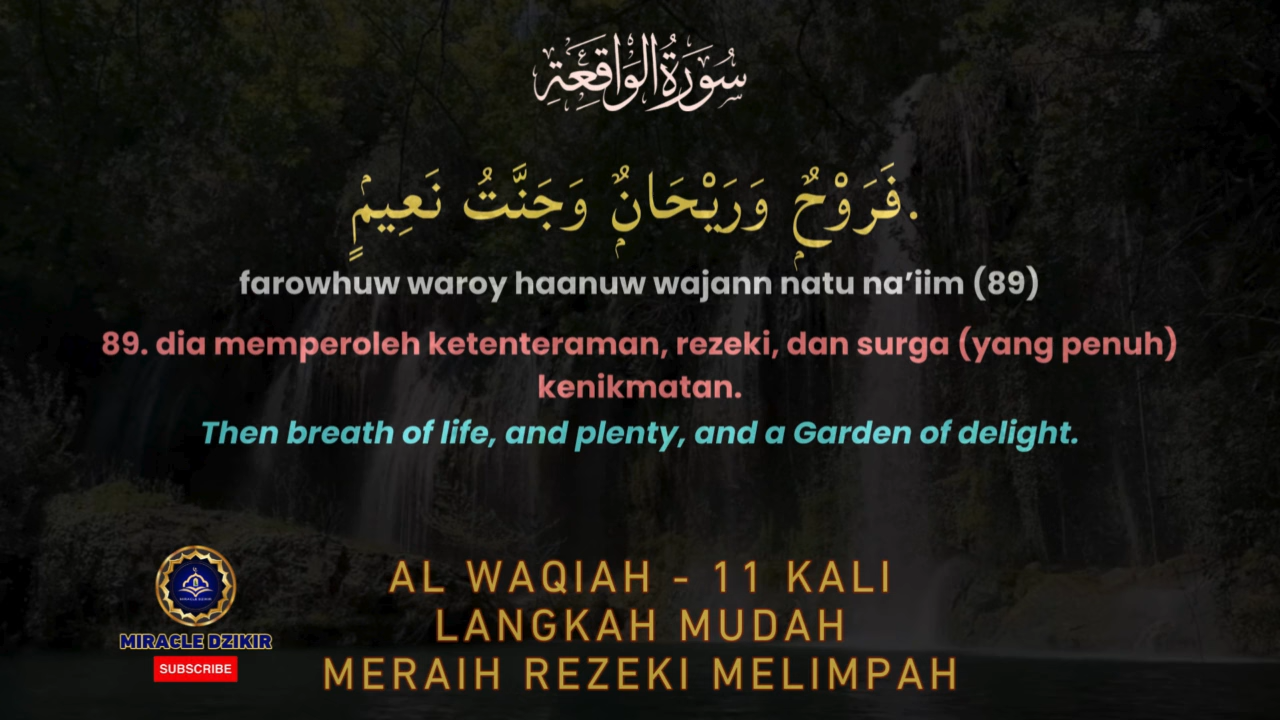 سُورَةُ الوَاقِعَةِ
فَرَوْحٌۭ وَرَيْحَانٌۭ وَجَنَّتُ نَعِيمٍۢ.
farowhuw waroy haanuw wajann natu na’iim (89)
89. dia memperoleh ketenteraman, rezeki, dan surga (yang penuh)
kenikmatan.
Then breath of life, and plenty, and a Garden of delight.
AL WAQIAH - 11 KALI
LANGKAH MUDAH
MERAIH REZEKI MELIMPAH
MIRACLE DZIKIR
MIRACLE DZIKIR
SUBSCRIBE